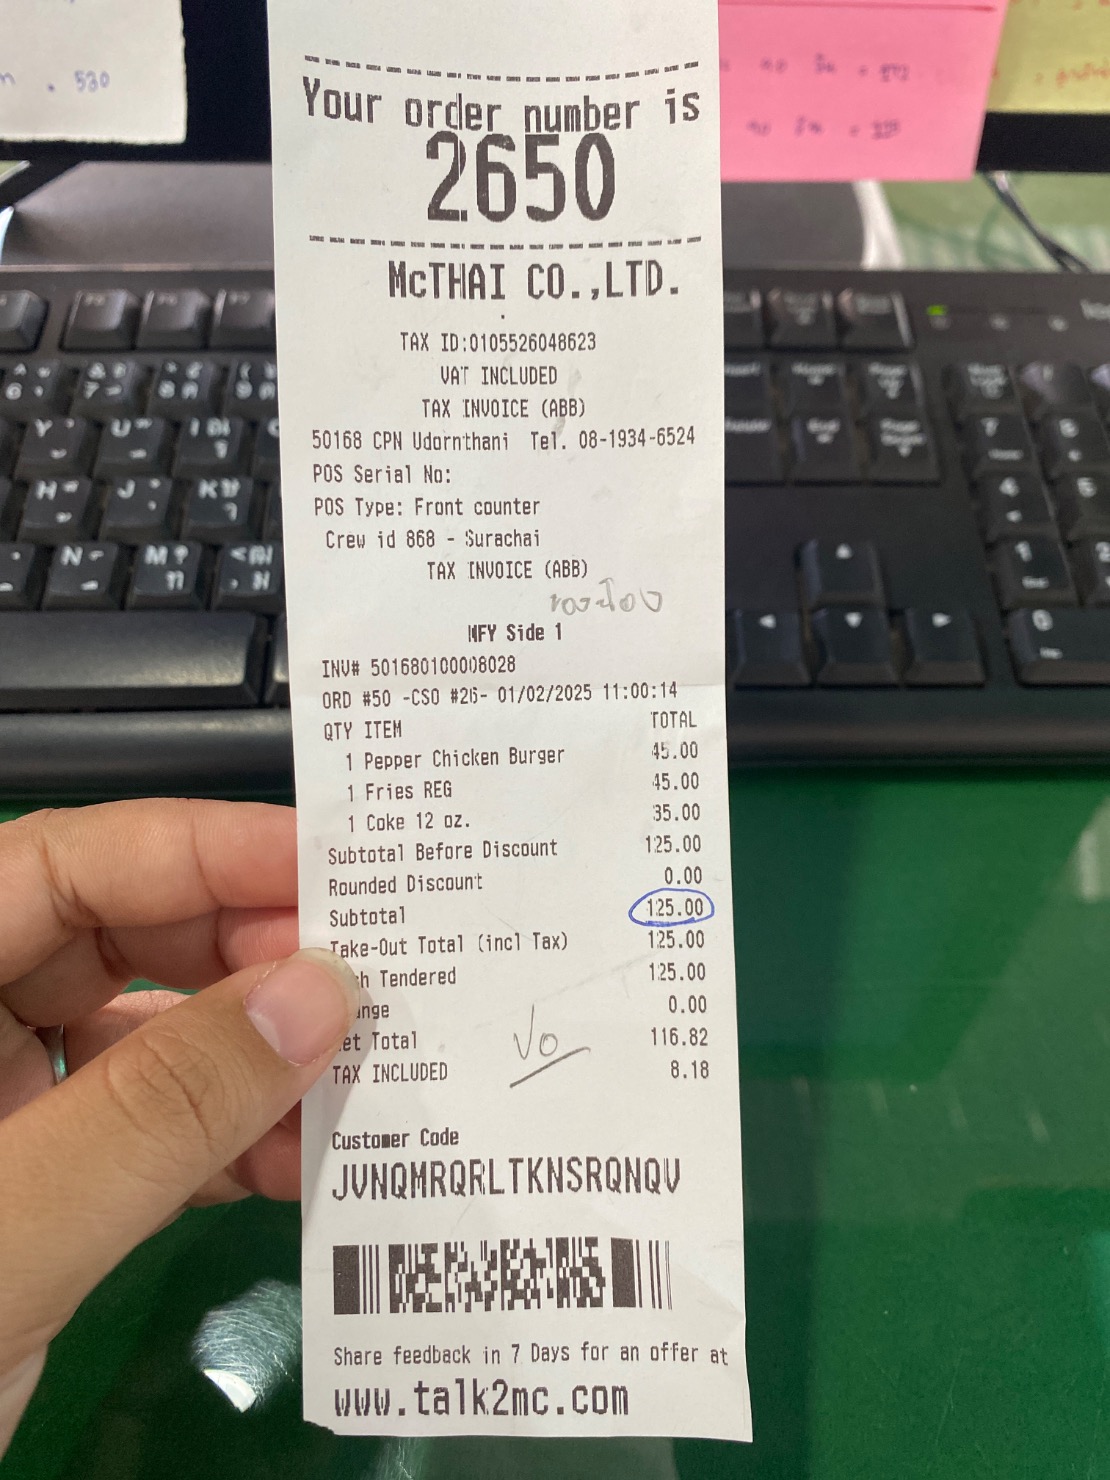 Your order number is
2650
McTHAI CO.,LTD.
TAX ID:0105526048623
VAT INCLUDED
TAX INVOICE (ABB)
50168 CPN Udornthani Tel. 08-1934-6524
POS Serial No:
POS Type: Front counter
Crew id 868 - Surachai
TAX INVOICE (ABB)
MFY Side 1
INV# 501680100008028
ORD #50 -CSO #26- 01/02/2025 11:00:14
QTY ITEM TOTAL
1 Pepper Chicken Burger 45.00
1 Fries REG 45.00
1 Coke 12 oz. 35.00
Subtotal Before Discount 125.00
Rounded Discount 0.00
Subtotal 125.00
Take-Out Total (incl Tax) 125.00
Tendered 125.00
0.00
Total 116.82
TAX INCLUDED 8.18
Customer Code
JVNQMRQRLTKNSRQNQV
Share feedback in 7 Days for an offer at
www.talk2mc.com
530